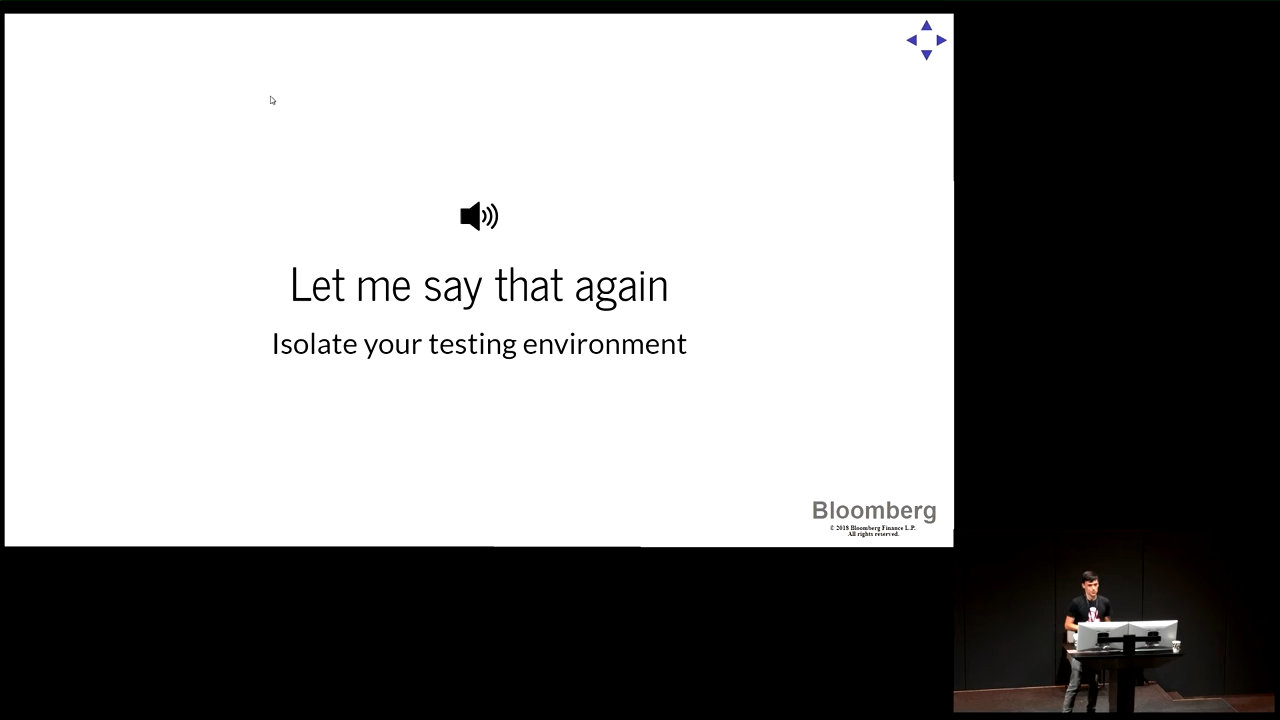 Let me say that again
Isolate your testing environment
Bloomberg
© 2018 Bloomberg Finance L.P.
All rights reserved.